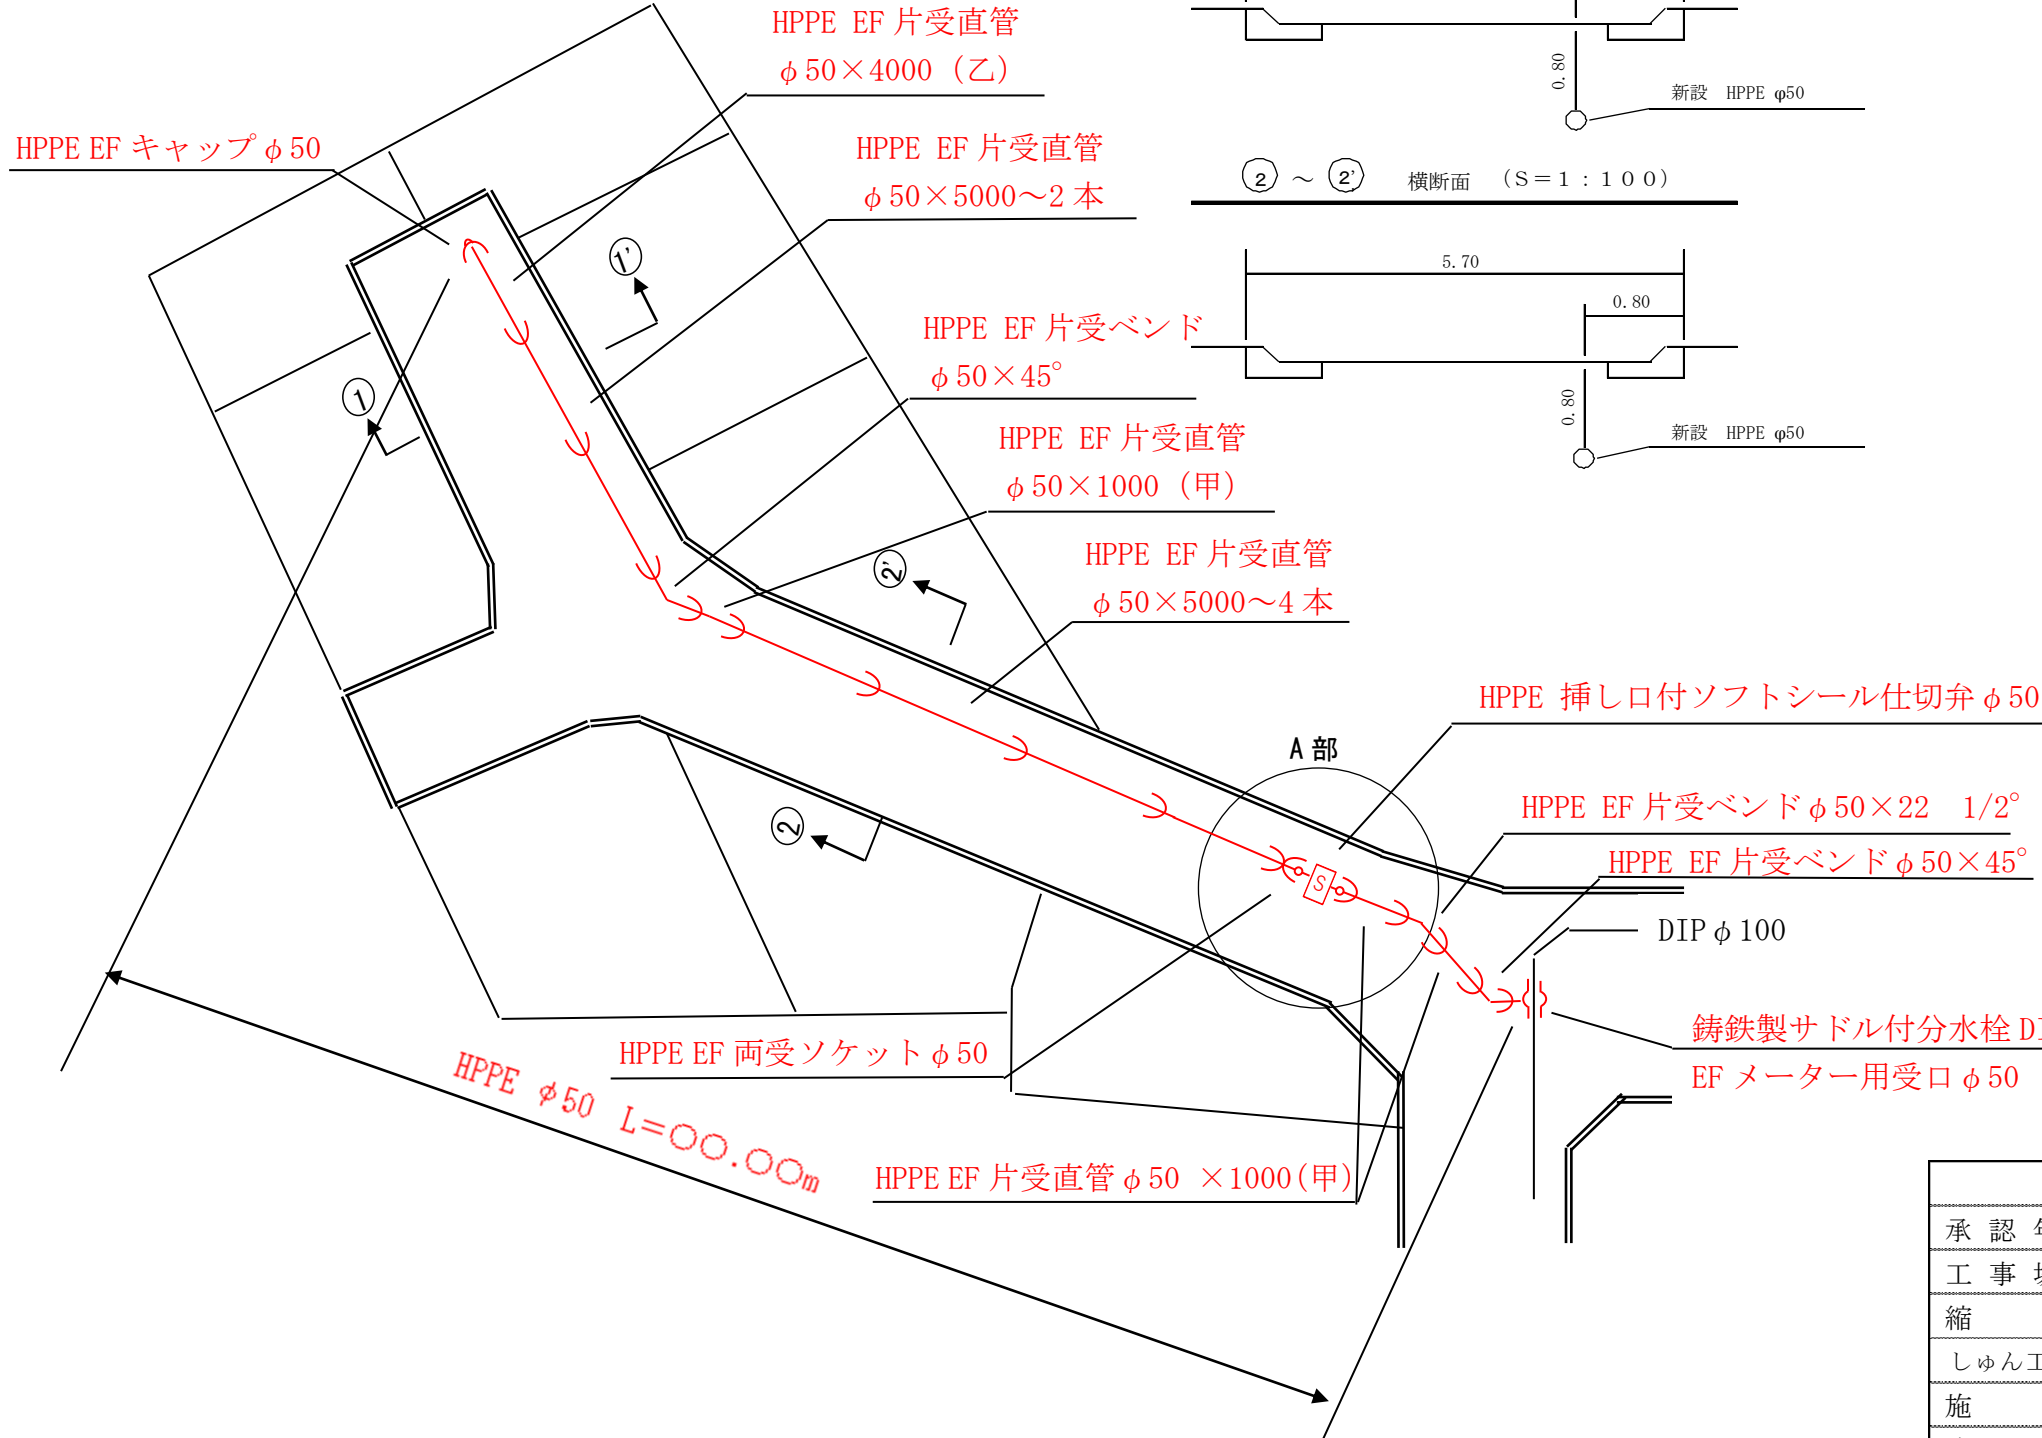 HPPE EF 片受直管
φ50×4000（乙）
HPPE EF キャップφ50
HPPE EF 片受直管
φ50×5000～2本
HPPE EF 片受ベンド
φ50×45°
HPPE EF 片受直管
φ50×1000（甲）
HPPE EF 片受直管
φ50×5000～4本
0.80
新設 HPPE φ50
② ～ ②' 横断面 （S＝1：100）
5.70
0.80
0.80
新設 HPPE φ50
①'
①
②'
②
A部
S
HPPE 挿し口付ソフトシール仕切弁φ50
HPPE EF 片受ベンドφ50×22 1/2°
HPPE EF 片受ベンドφ50×45°
DIPφ100
鋳鉄製サドル付分水栓
EFメーター用受口φ50
HPPE EF 両受ソケットφ50
HPPE φ50 L=○○.○○m
HPPE EF 片受直管φ50 ×1000(甲)
承認
工事
縮
しゅん工
施